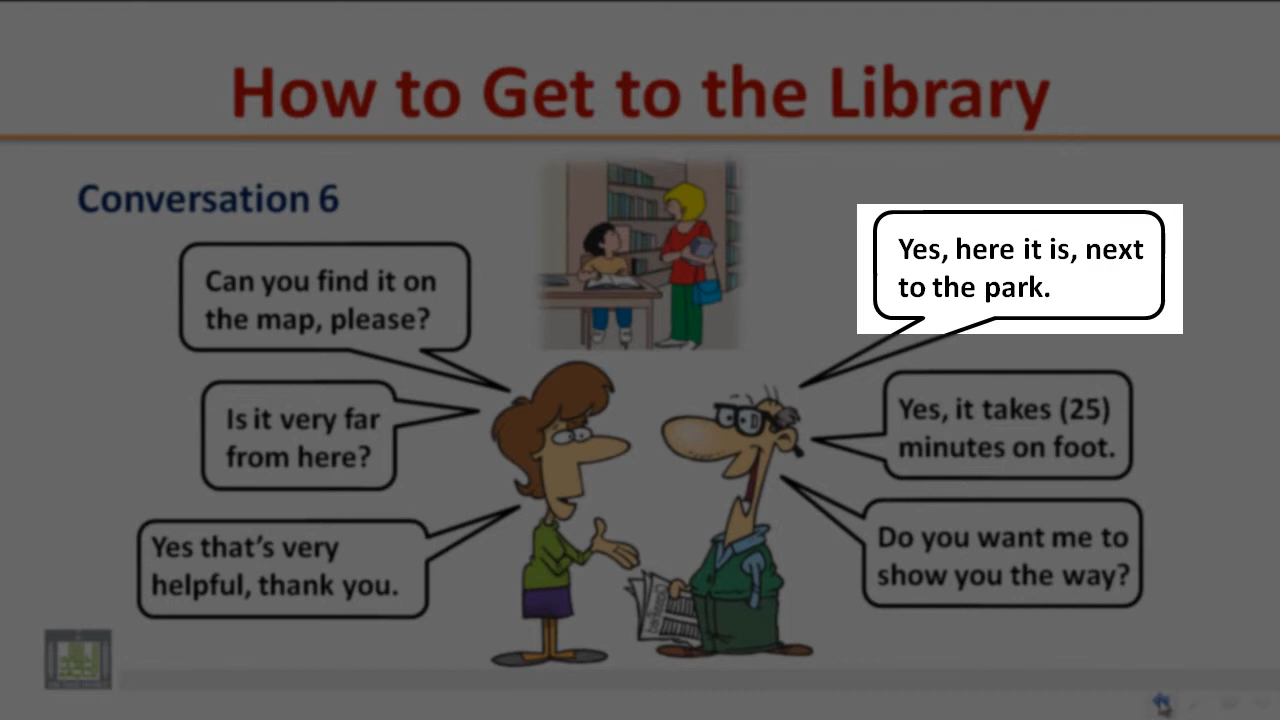 How to Get to the Library
Conversation 6
Can you find it on
the map, please?
Yes, here it is, next
to the park.
Is it very far
from here?
Yes, it takes (25)
minutes on foot.
Do you want me to
show you the way?
Yes that's very
helpful, thank you.